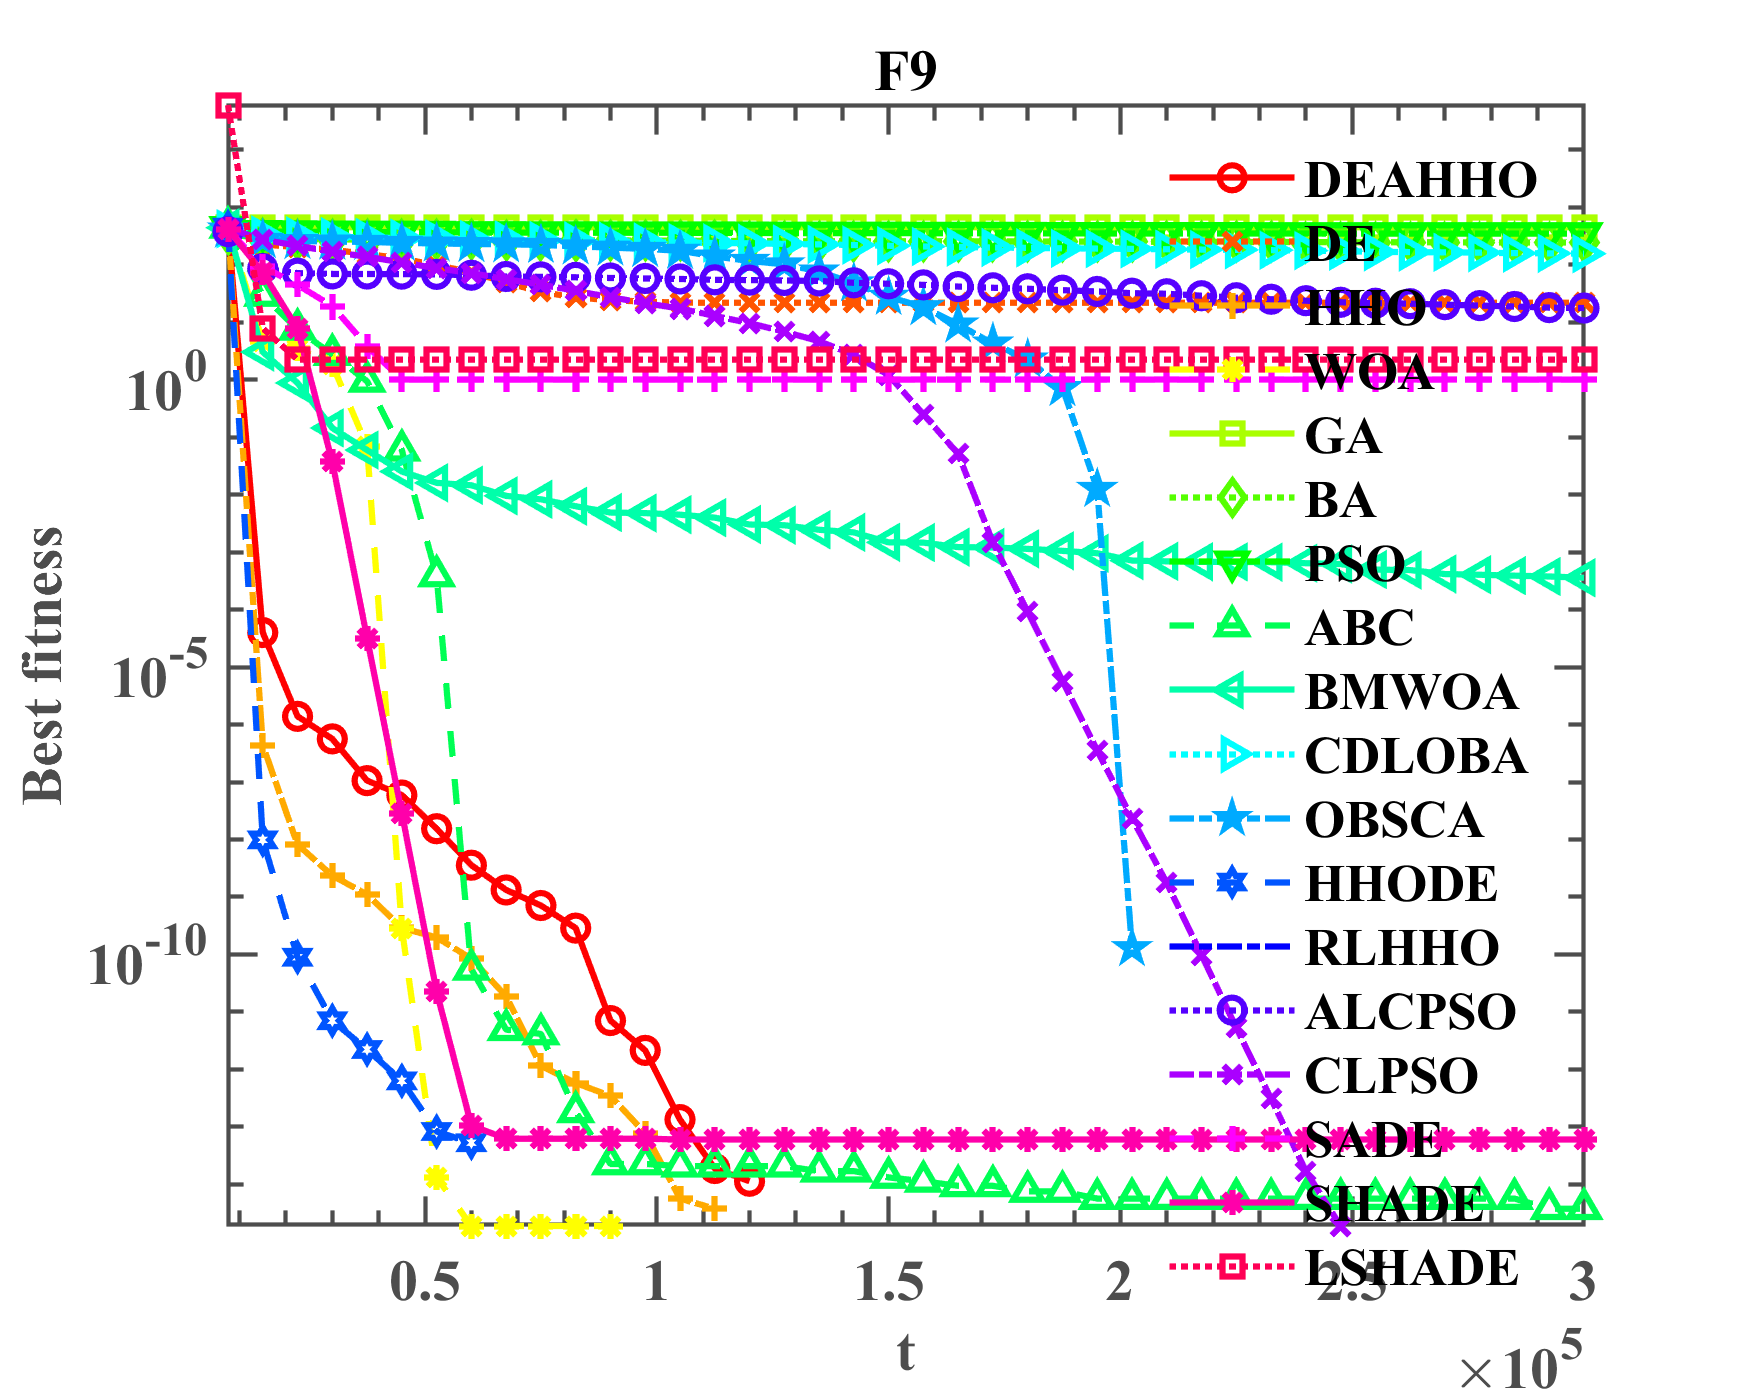 F9
DEAHHO
DE
HHO
WOA
GA
BA
PSO
ABC
BMWOA
CDLOBA
OBSCA
HHODE
RLHHO
ALCPSO
CLPSO
SADE
SHADE
LSHADE
10^0
10^-5
10^-10
Best fitness
0.5 1 1.5 2 2.5 3
t
×10^5